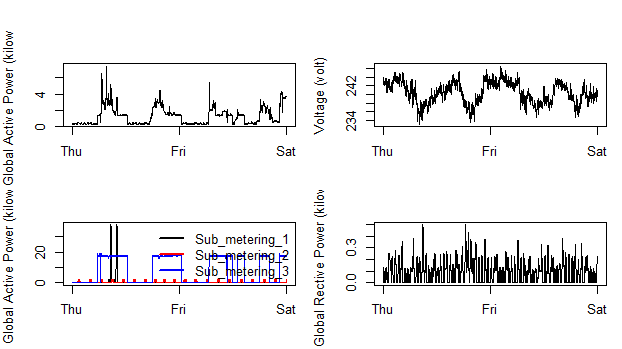 Global Active Power (kilow
4
0
Thu Fri Sat
Voltage (volt)
242
234
Thu Fri Sat
Global Active Power (kilow
20
0
Sub_metering_1
Sub_metering_2
Sub_metering_3
Thu Fri Sat
Global Rective Power (kilov
0.3
0.0
Thu Fri Sat